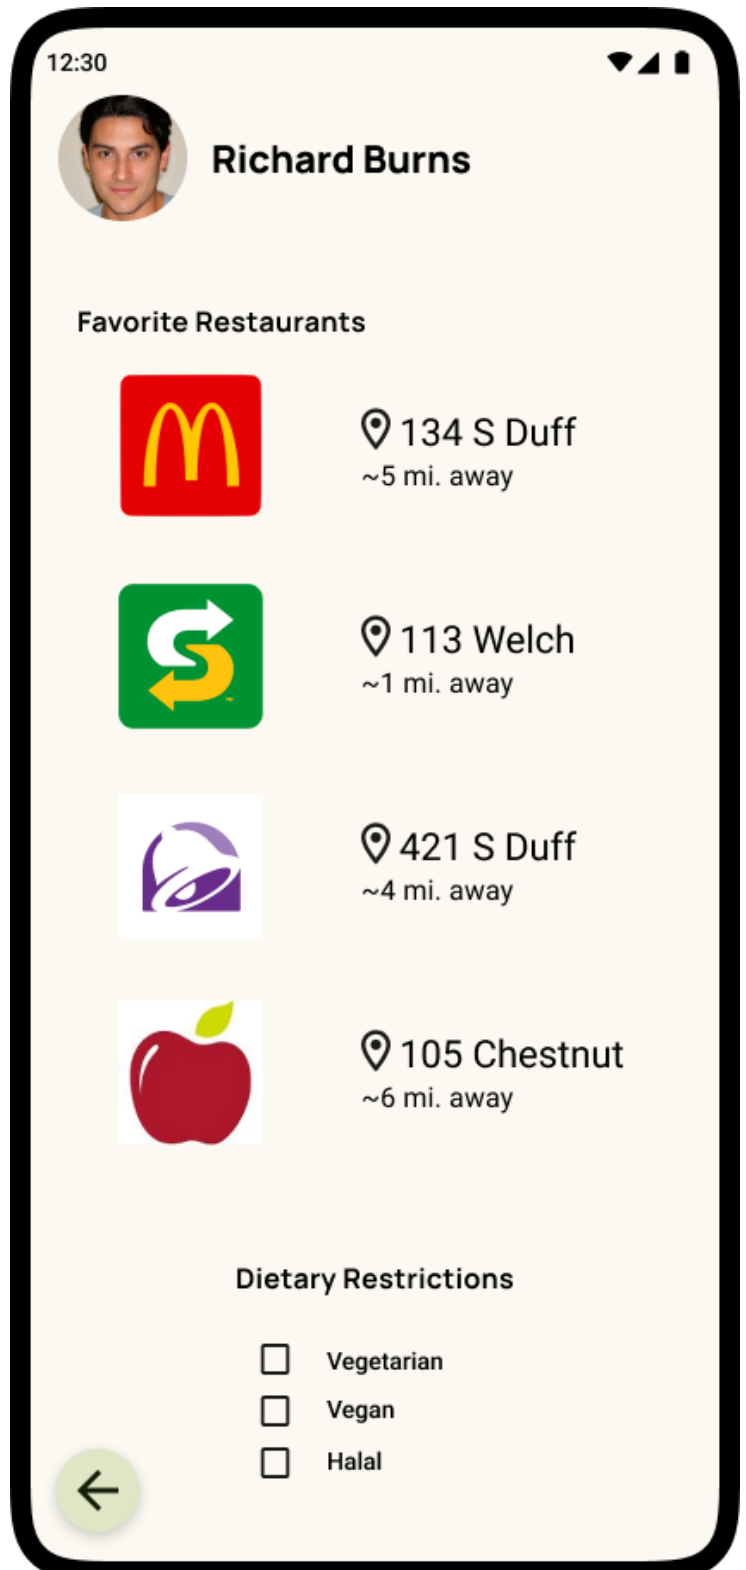 12:30
Richard Burns
Favorite Restaurants
134 S Duff
~5 mi. away
113 Welch
~1 mi. away
421 S Duff
~4 mi. away
105 Chestnut
~6 mi. away
Dietary Restrictions
Vegetarian
Vegan
Halal